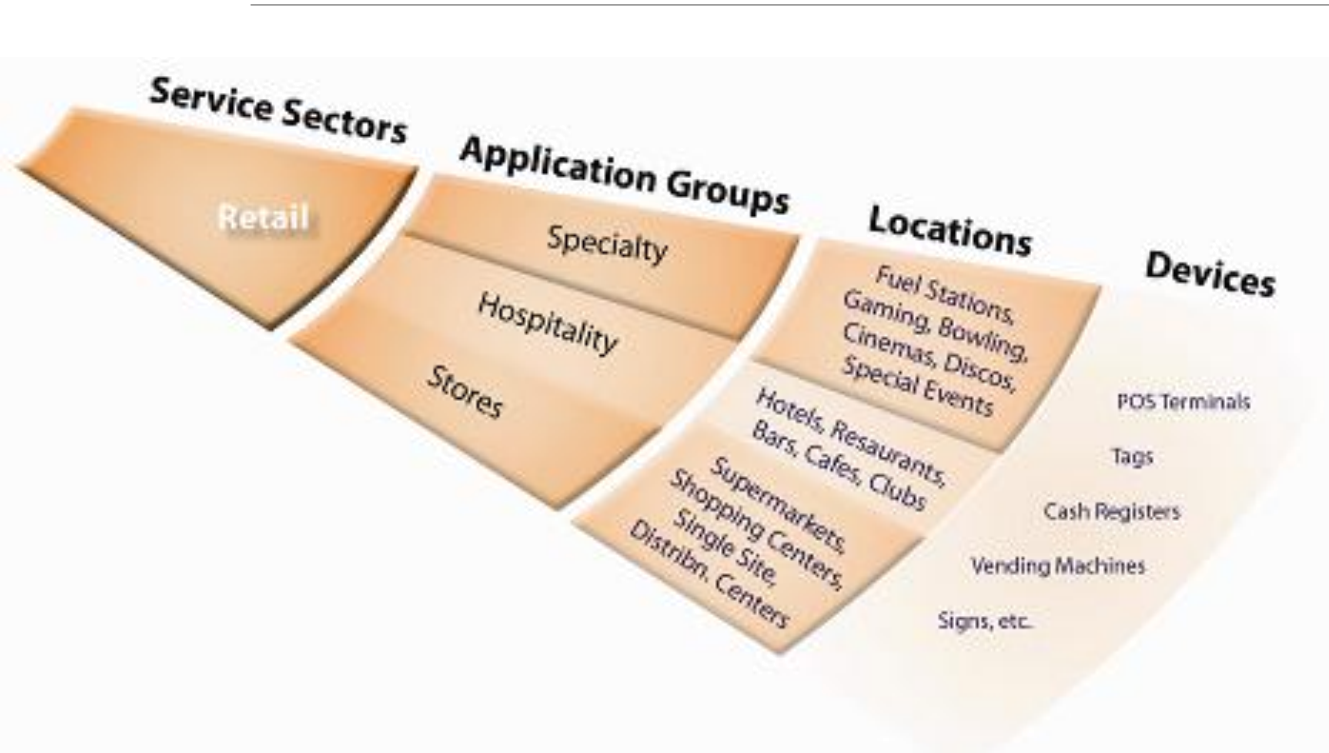 Service Sectors
Application Groups
Locations
Devices
Retail
Specialty
Hospitality
Stores
Fuel Stations,
Gaming, Bowling,
Cinemas, Discos,
Special Events
Hotels, Resaurants,
Bars, Cafes, Clubs
Supermarkets,
Shopping Centers,
Single Site,
Distribn. Centers
POS Terminals
Tags
Cash Registers
Vending Machines
Signs, etc.